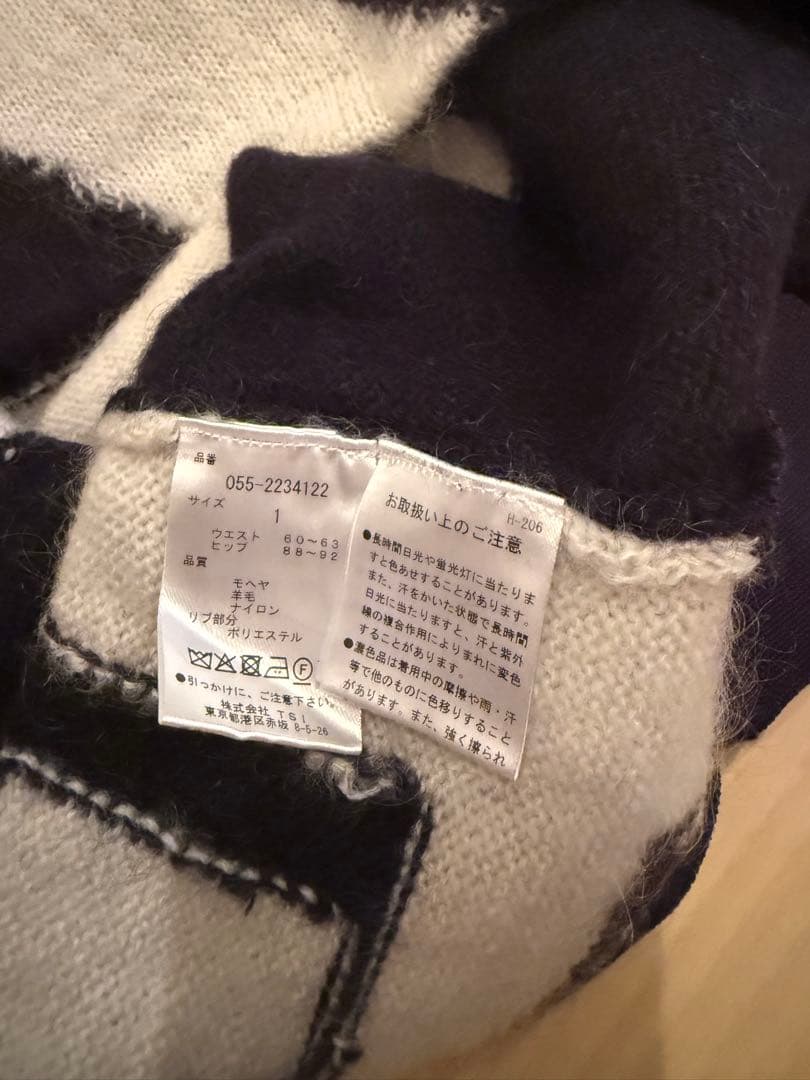 品番
055-2234122
サイズ
1
ウエスト 60~63
ヒップ 88~92
品質
モヘヤ
羊毛
ナイロン
リブ部分
ポリエステル
●引っかけに、ご注意下さい。
株式会社 TSI
東京都港区赤坂 8-5-26
H-206
お取扱い上のご注意
●長時間日光や蛍光灯に当たりま
すと色あせすることがあります。
また、汗をかいた状態で長時間
日光に当たりますと、汗と紫外
線の複合作用によりまれに変色
することがあります。
●濃色品は着用中の摩擦や雨・汗
等で他のものに色移りすること
があります。また、強く擦られ